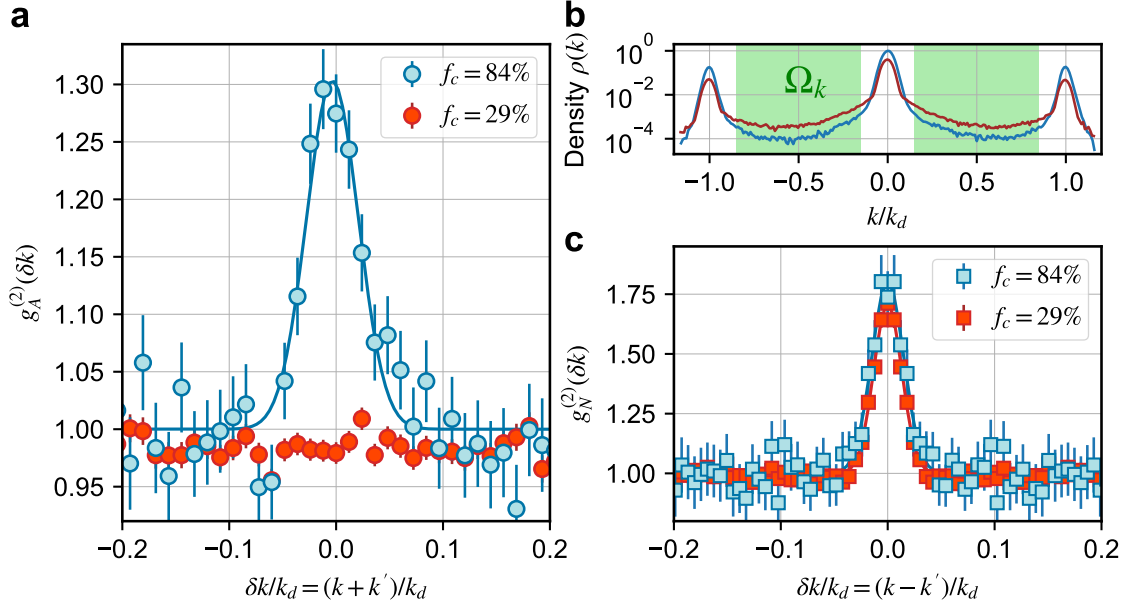 a
1.30
1.25
1.20
1.15
1.10
1.05
1.00
0.95
g_A^{(2)}(δk)
f_c = 84%
f_c = 29%
−0.2
−0.1
0.0
0.1
0.2
δk/k_d = (k + k′)/k_d
b
10^0
10^{−2}
10^{−4}
Density ρ(k)
Ω_k
−1.0
−0.5
0.0
0.5
1.0
k/k_d
c
1.75
1.50
1.25
1.00
g_N^{(2)}(δk)
f_c = 84%
f_c = 29%
−0.2
−0.1
0.0
0.1
0.2
δk/k_d = (k − k′)/k_d